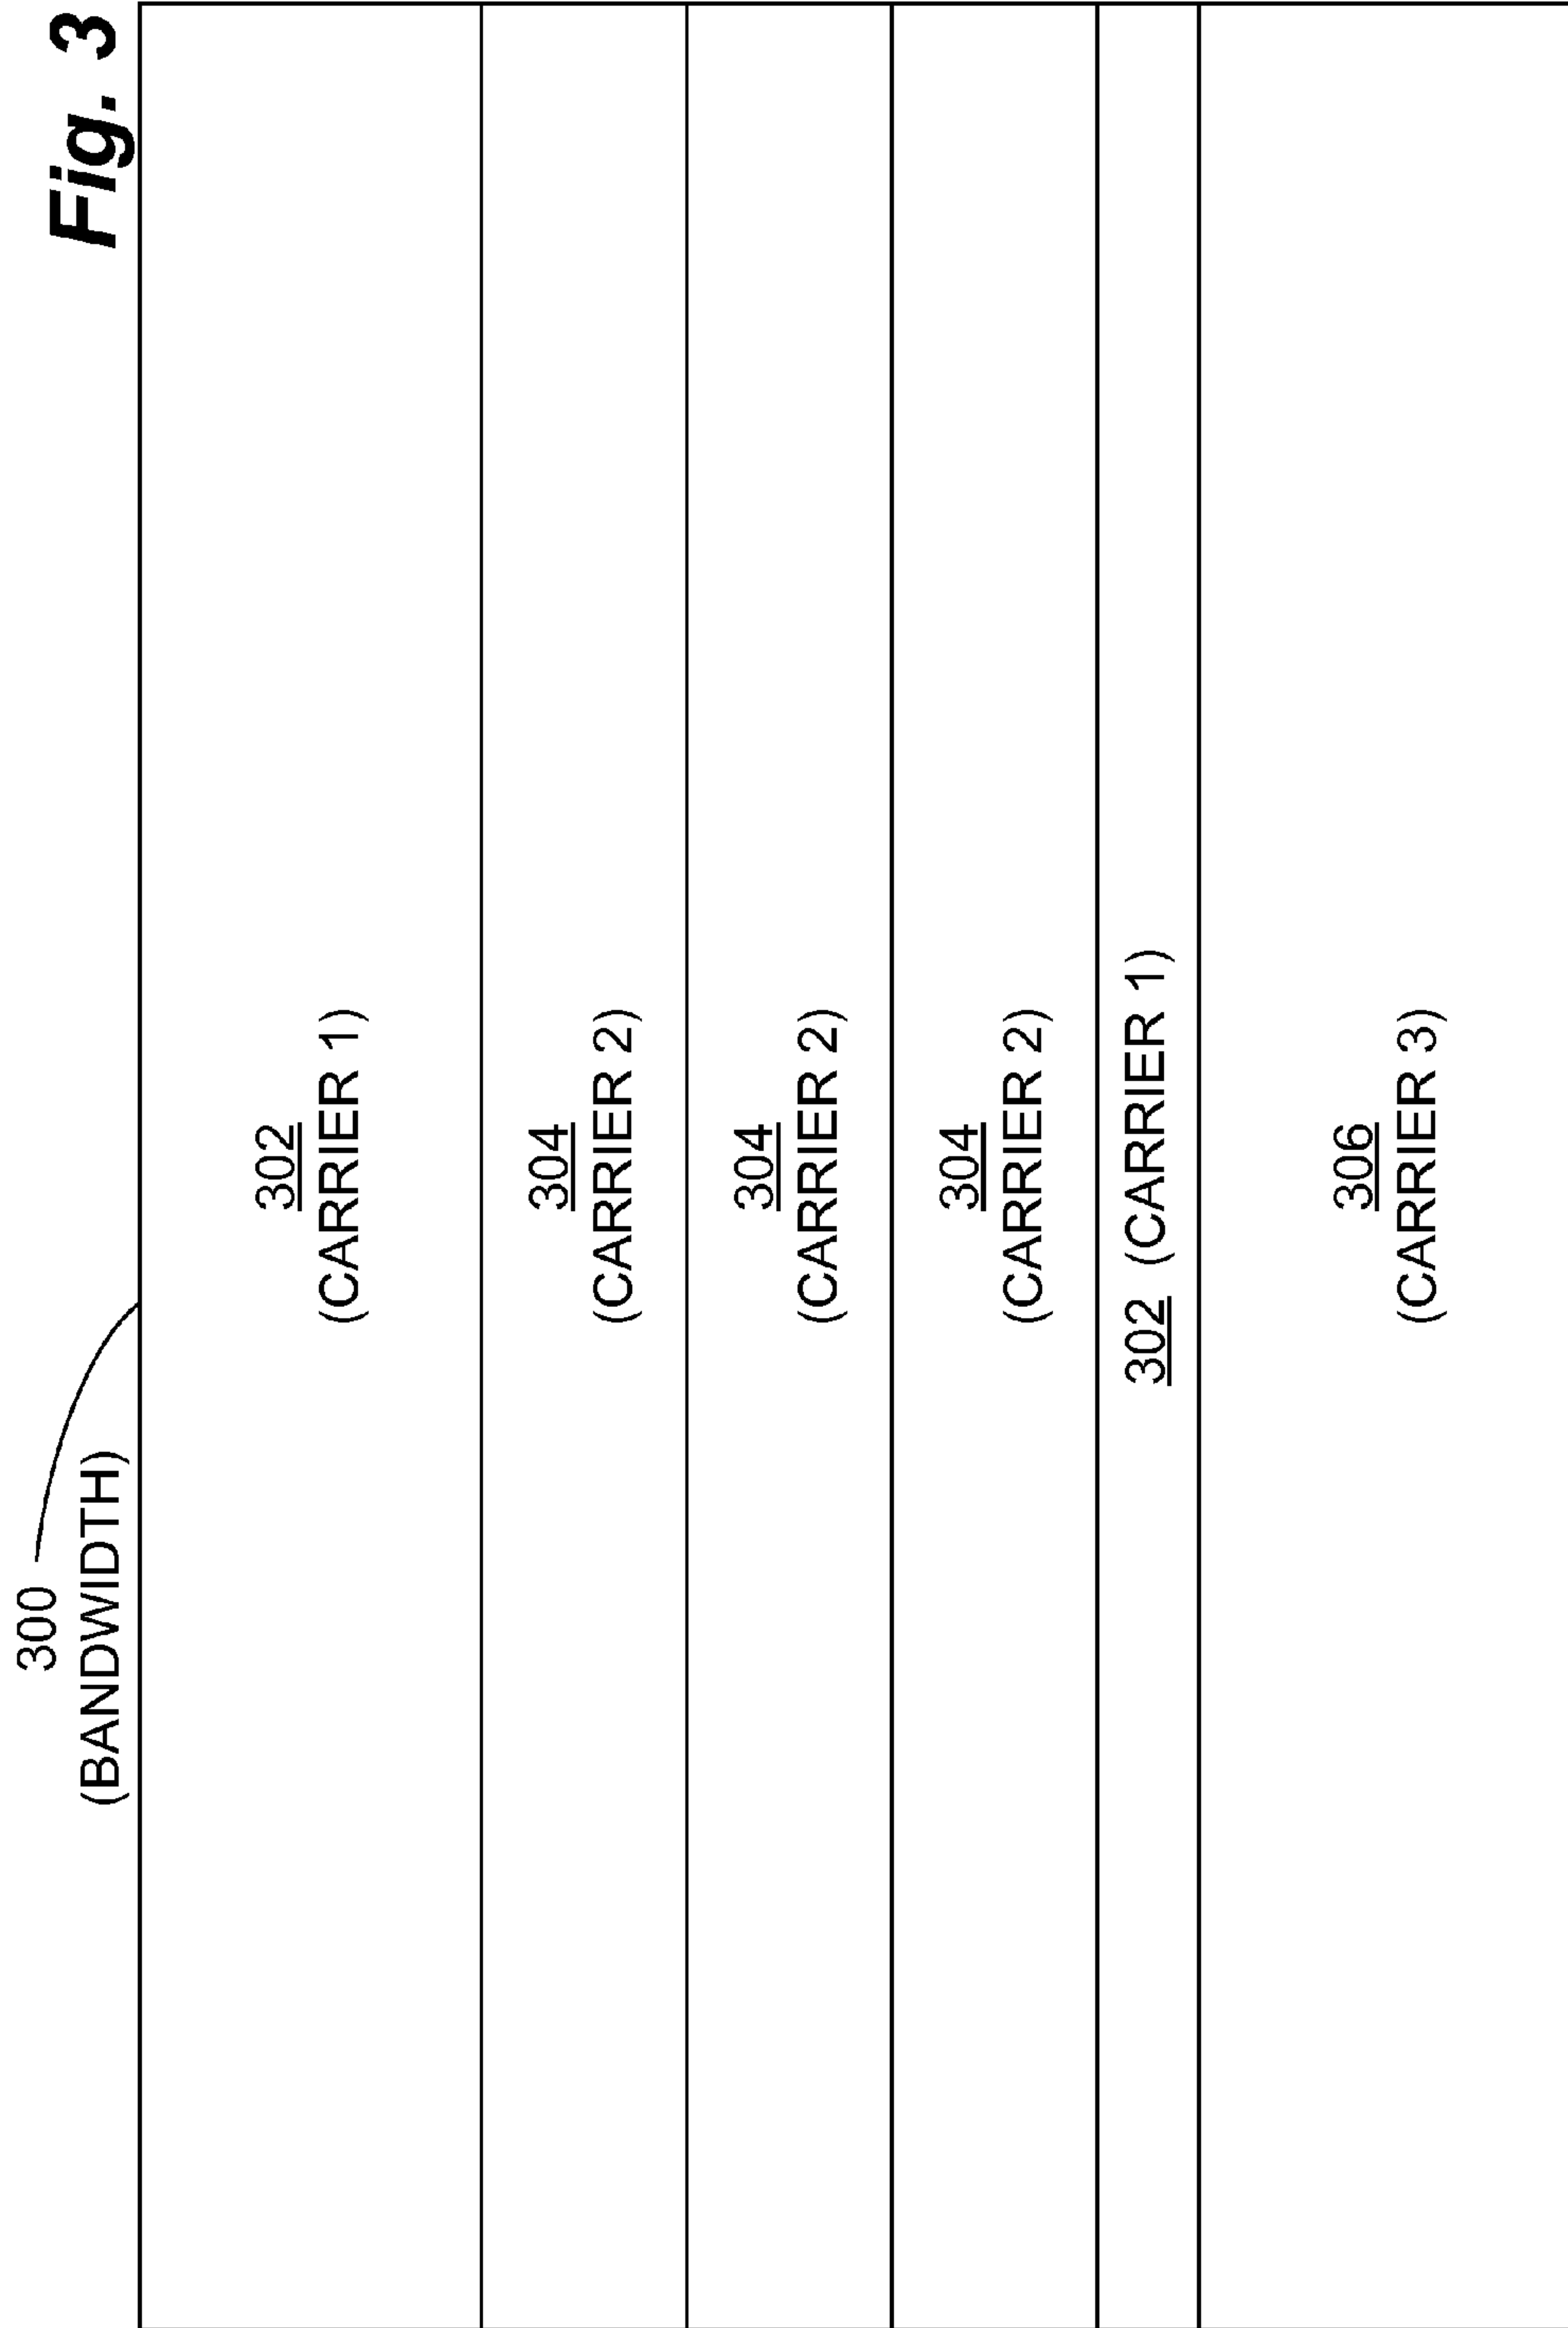 Fig. 3
300
(BANDWIDTH)
302
(CARRIER 1)
304
(CARRIER 2)
304
(CARRIER 2)
304
(CARRIER 2)
302 (CARRIER 1)
306
(CARRIER 3)